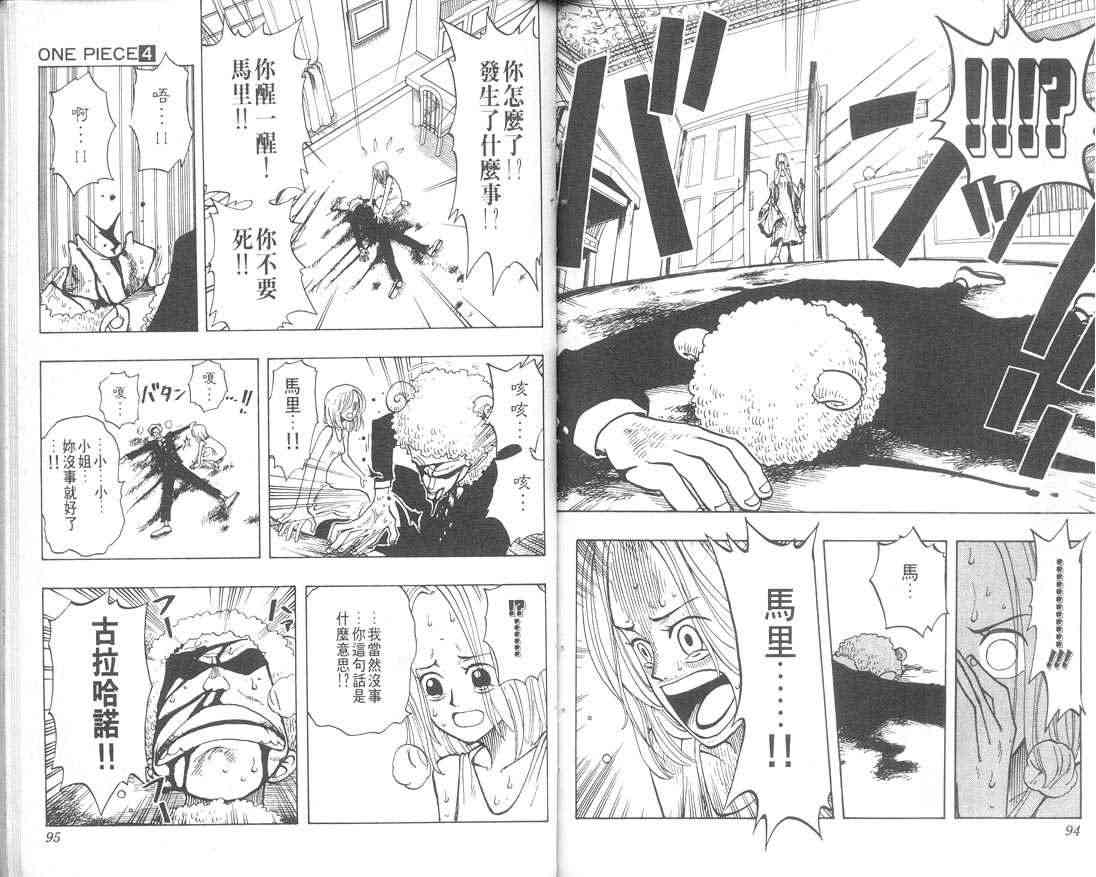 !!!!?
バーン
…………!!!
馬…
馬里……!!
94
ONE PIECE 4
你怎麼了!?
發生了什麼事!?
你醒一醒!
馬里!!
你不要
死!!
唔…!!
啊…!!
咳
咳…
咳…
馬里…!!
嗄…
嗄…
バタン
…!!
……小…小…
小姐…
妳沒事就好了
…!!
!?…………
…我當然沒事
…你這句話是
什麼意思!?
古拉哈諾!!
95